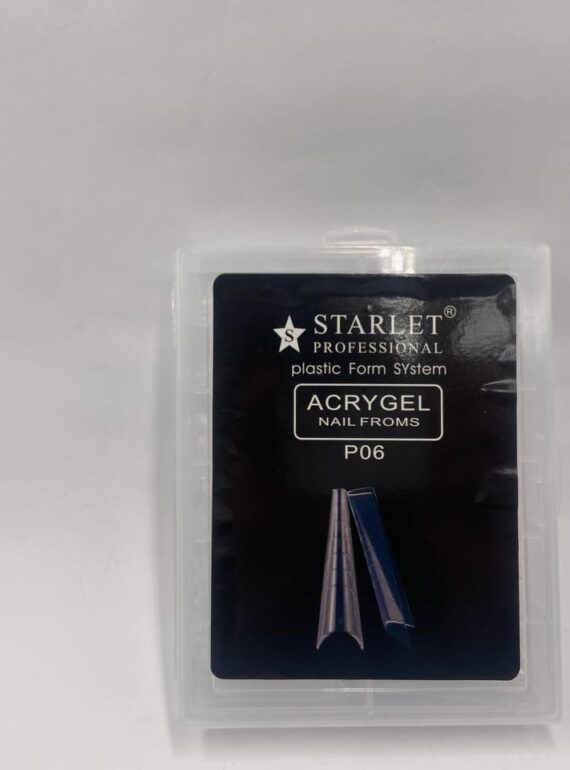 S
STARLET®
PROFESSIONAL
plastic Form SYstem
ACRYGEL
NAIL FROMS
P06